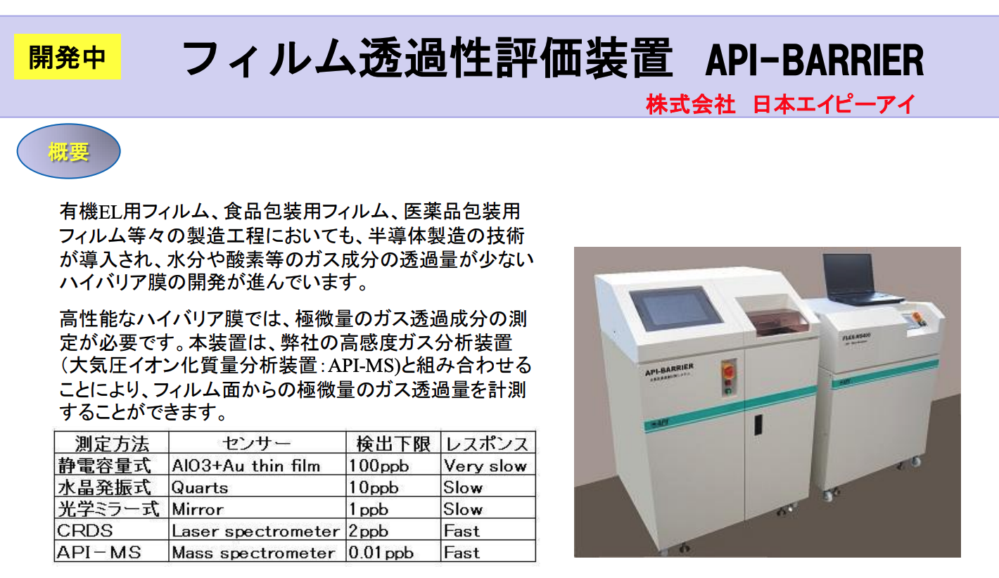 開発中
フィルム透過性評価装置 API-BARRIER
株式会社 日本エイピーアイ
概要
有機EL用フィルム、食品包装用フィルム、医薬品包装用
フィルム等々の製造工程においても、半導体製造の技術
が導入され、水分や酸素等のガス成分の透過量が少ない
ハイバリア膜の開発が進んでいます。
高性能なハイバリア膜では、極微量のガス透過成分の測
定が必要です。本装置は、弊社の高感度ガス分析装置
（大気圧イオン化質量分析装置：API-MS)と組み合わせる
ことにより、フィルム面からの極微量のガス透過量を計測
することができます。
測定方法 センサー 検出下限 レスポンス
静電容量式 AlO3+Au thin film 100ppb Very slow
水晶発振式 Quarts 10ppb Slow
光学ミラー式 Mirror 1ppb Slow
CRDS Laser spectrometer 2ppb Fast
API－MS Mass spectrometer 0.01ppb Fast
API-BARRIER
API
FLEX-MS400